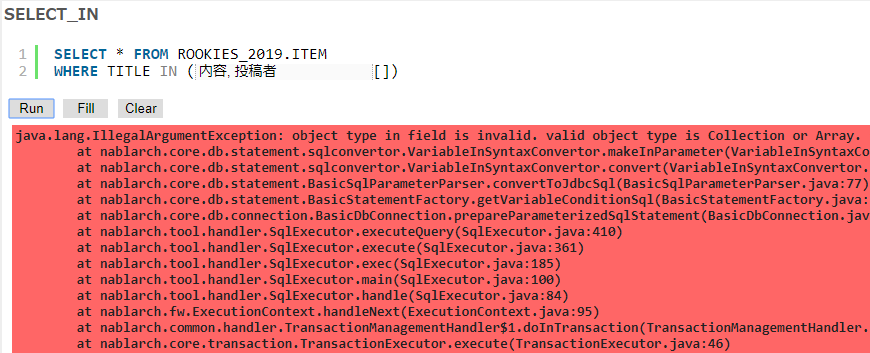 SELECT_IN
1 SELECT * FROM ROOKIES_2019.ITEM
2 WHERE TITLE IN ( 内容,投稿者 [])
Run Fill Clear
java.lang.IllegalArgumentException: object type in field is invalid. valid object type is Collection or Array.
at nablarch.core.db.statement.sqlconvertor.VariableInSyntaxConvertor.makeInParameter(VariableInSyntaxCo
at nablarch.core.db.statement.sqlconvertor.VariableInSyntaxConvertor.convert(VariableInSyntaxConvertor.
at nablarch.core.db.statement.BasicSqlParameterParser.convertToJdbcSql(BasicSqlParameterParser.java:77)
at nablarch.core.db.statement.BasicStatementFactory.getVariableConditionSql(BasicStatementFactory.java:
at nablarch.core.db.connection.BasicDbConnection.prepareParameterizedSqlStatement(BasicDbConnection.jav
at nablarch.tool.handler.SqlExecutor.executeQuery(SqlExecutor.java:410)
at nablarch.tool.handler.SqlExecutor.execute(SqlExecutor.java:361)
at nablarch.tool.handler.SqlExecutor.exec(SqlExecutor.java:185)
at nablarch.tool.handler.SqlExecutor.main(SqlExecutor.java:100)
at nablarch.tool.handler.SqlExecutor.handle(SqlExecutor.java:84)
at nablarch.fw.ExecutionContext.handleNext(ExecutionContext.java:95)
at nablarch.common.handler.TransactionManagementHandler$1.doInTransaction(TransactionManagementHandler.
at nablarch.core.transaction.TransactionExecutor.execute(TransactionExecutor.java:46)